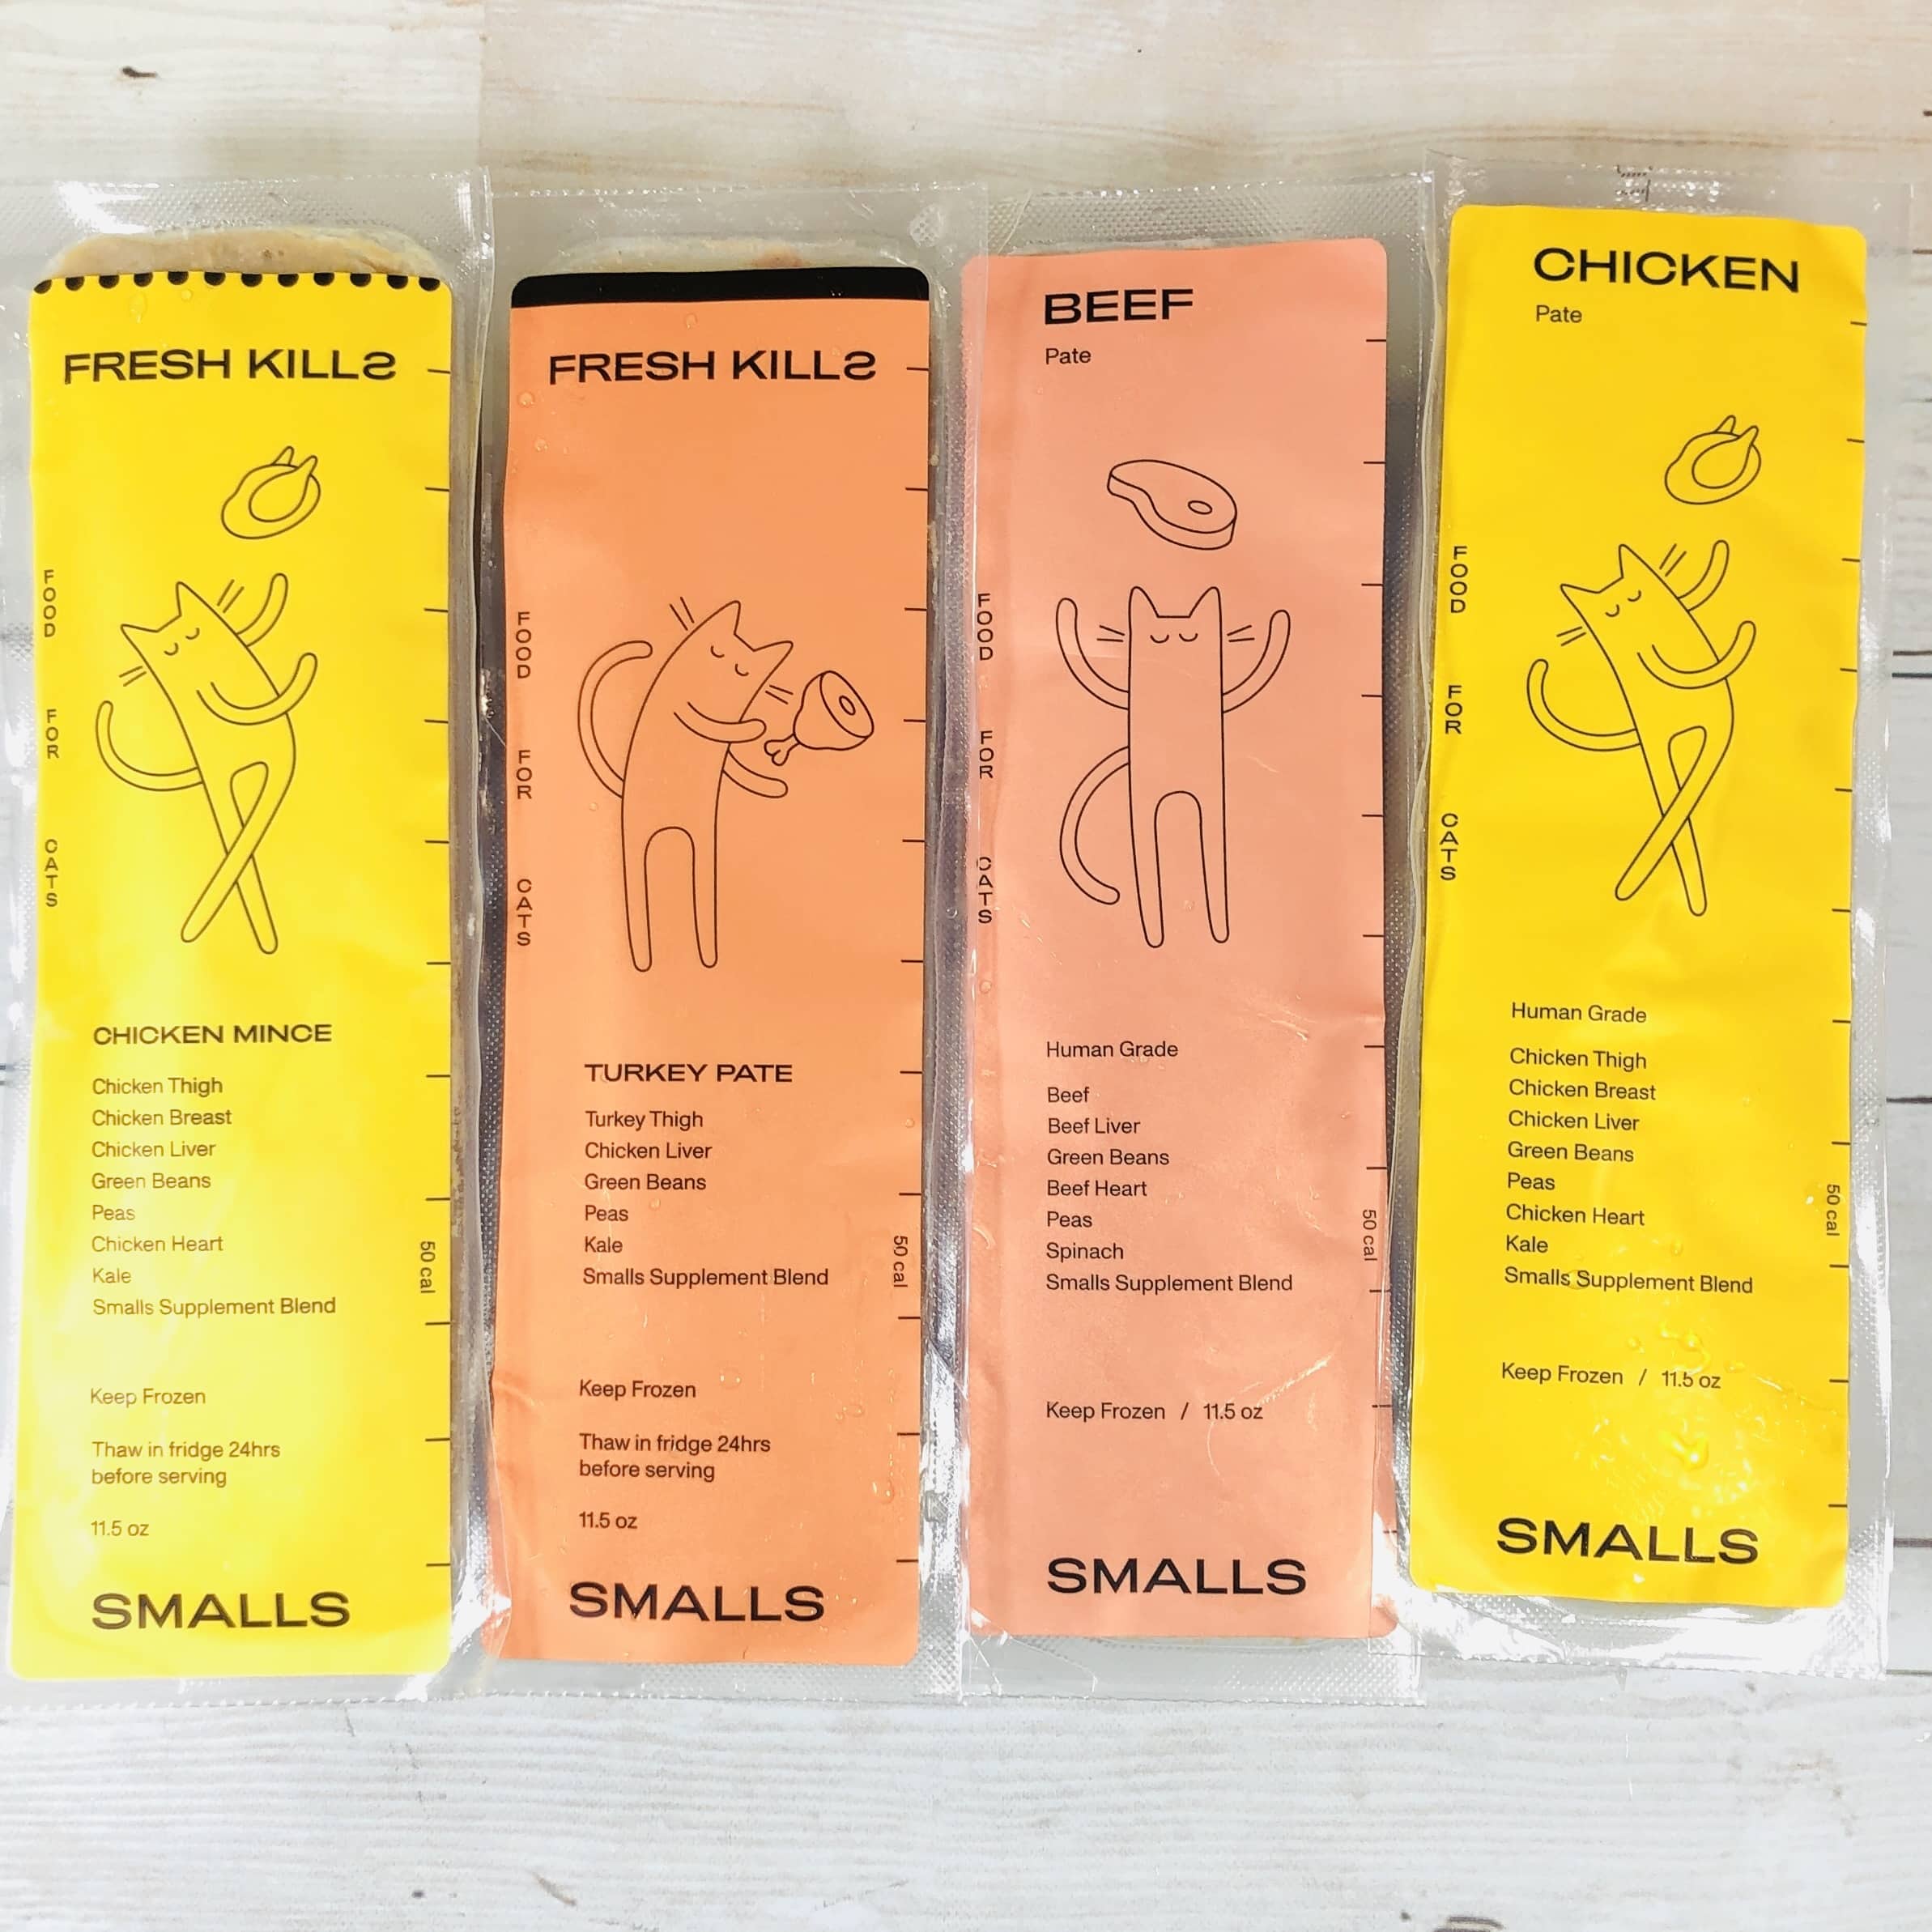 FRESH KILLS
FOOD FOR CATS
CHICKEN MINCE
Chicken Thigh
Chicken Breast
Chicken Liver
Green Beans
Peas
Chicken Heart
Kale
Smalls Supplement Blend
50 cal
Keep Frozen
Thaw in fridge 24hrs
before serving
11.5 oz
SMALLS
FRESH KILLS
FOOD FOR CATS
TURKEY PATE
Turkey Thigh
Chicken Liver
Green Beans
Peas
Kale
Smalls Supplement Blend
50 cal
Keep Frozen
Thaw in fridge 24hrs
before serving
11.5 oz
SMALLS
BEEF
Pate
FOOD FOR CATS
Human Grade
Beef
Beef Liver
Green Beans
Beef Heart
Peas
Spinach
Smalls Supplement Blend
50 cal
Keep Frozen / 11.5 oz
SMALLS
CHICKEN
Pate
FOOD FOR CATS
Human Grade
Chicken Thigh
Chicken Breast
Chicken Liver
Green Beans
Peas
Chicken Heart
Kale
Smalls Supplement Blend
50 cal
Keep Frozen / 11.5 oz
SMALLS